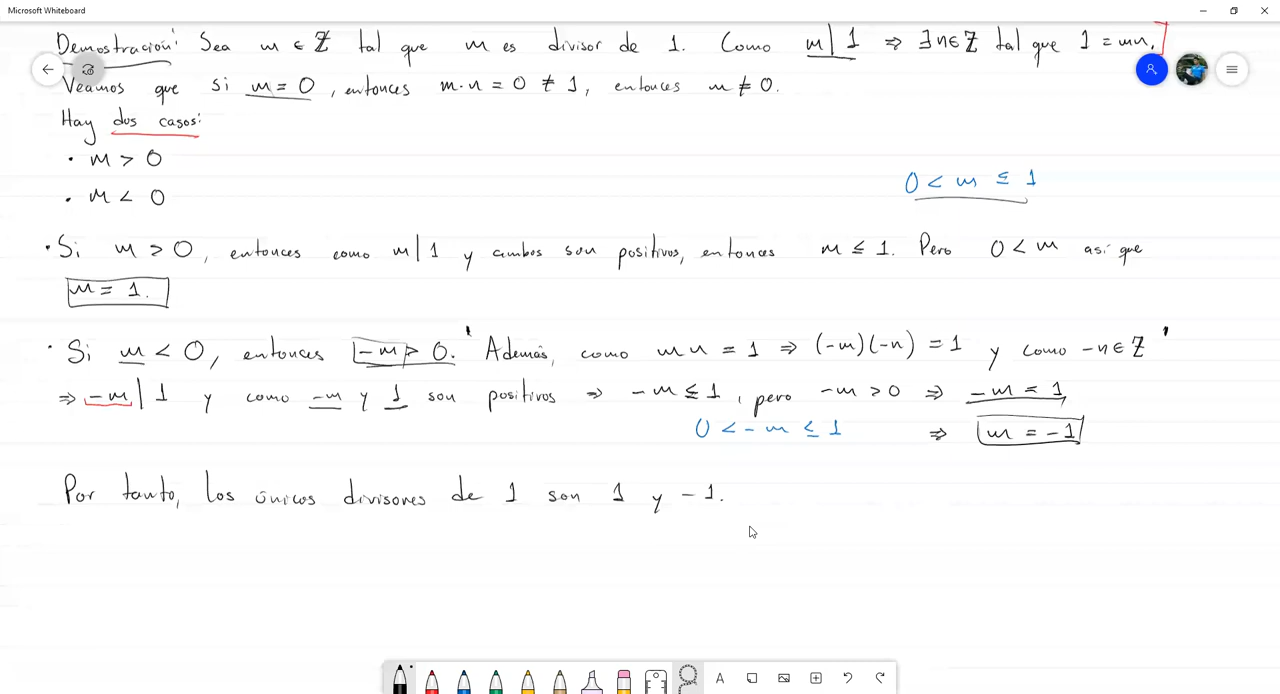 Microsoft Whiteboard
Demostración: Sea m ∈ ℤ tal que m es divisor de 1. Como m|1 ⇒ ∃n∈ℤ tal que 1 = mn.
Veamos que si m = 0, entonces m·n = 0 ≠ 1, entonces m ≠ 0.
Hay dos casos:
· m > 0
· m < 0
0 < m ≤ 1
· Si m > 0, entonces como m|1 y ambos son positivos, entonces m ≤ 1. Pero 0 < m así que
m = 1.
· Si m < 0, entonces -m > 0. Además, como mn = 1 ⇒ (-m)(-n) = 1 y como -n ∈ ℤ
⇒ -m|1 y como -m y 1 son positivos ⇒ -m ≤ 1, pero -m > 0 ⇒ -m = 1
0 < -m ≤ 1 ⇒ m = -1
Por tanto, los únicos divisores de 1 son 1 y -1.
A